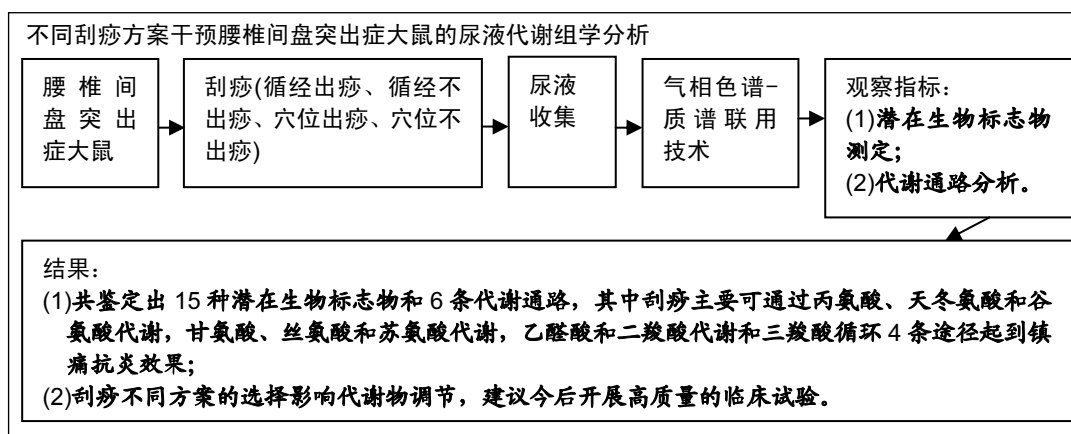 不同刮痧方案干预腰椎间盘突出症大鼠的尿液代谢组学分析
腰椎间
盘突出
症大鼠
刮痧(循经出痧、循经不
出痧、穴位出痧、穴位不
出痧)
尿液
收集
气相色谱-
质谱联用
技术
观察指标：
(1)潜在生物标志物
测定；
(2)代谢通路分析。
结果：
(1)共鉴定出 15 种潜在生物标志物和 6 条代谢通路，其中刮痧主要可通过丙氨酸、天冬氨酸和谷
氨酸代谢，甘氨酸、丝氨酸和苏氨酸代谢，乙醛酸和二羧酸代谢和三羧酸循环 4 条途径起到镇
痛抗炎效果；
(2)刮痧不同方案的选择影响代谢物调节，建议今后开展高质量的临床试验。